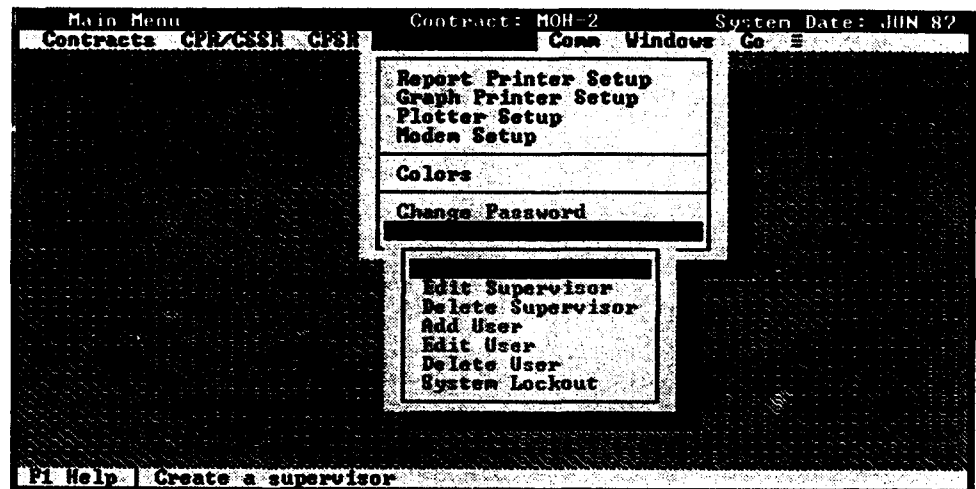 Main Menu Contract: MOH-2 System Date: JUN 87
Contracts CPR/CSSR CPSR Comm Windows Go ≡
Report Printer Setup
Graph Printer Setup
Plotter Setup
Modem Setup
Colors
Change Password
Edit Supervisor
Delete Supervisor
Add User
Edit User
Delete User
System Lockout
F1 Help Create a supervisor